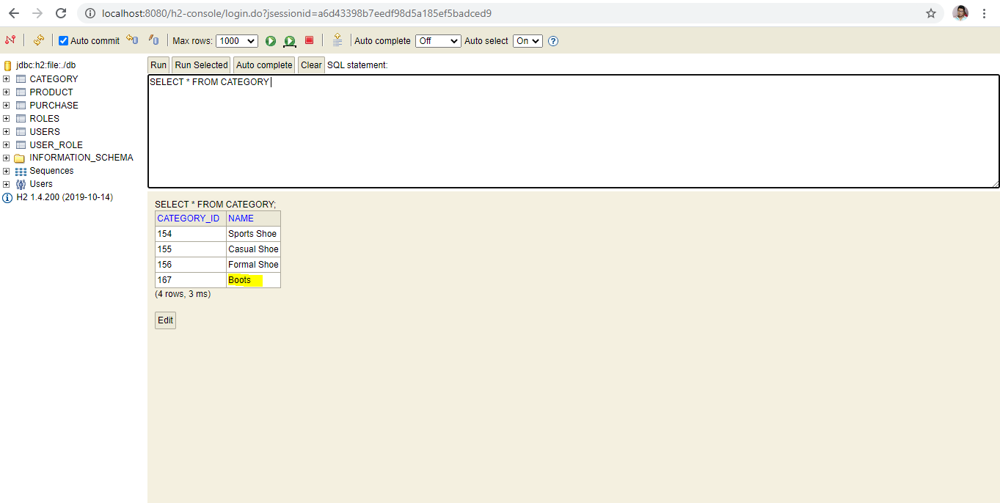 localhost:8080/h2-console/login.do?jsessionid=a6d43398b7eedf98d5a185ef5badced9
Auto commit Max rows: 1000 Auto complete Off Auto select On ?
jdbc:h2:file:./db
CATEGORY
PRODUCT
PURCHASE
ROLES
USERS
USER_ROLE
INFORMATION_SCHEMA
Sequences
Users
H2 1.4.200 (2019-10-14)
Run Run Selected Auto complete Clear SQL statement:
SELECT * FROM CATEGORY
SELECT * FROM CATEGORY;
CATEGORY_ID NAME
154 Sports Shoe
155 Casual Shoe
156 Formal Shoe
167 Boots
(4 rows, 3 ms)
Edit